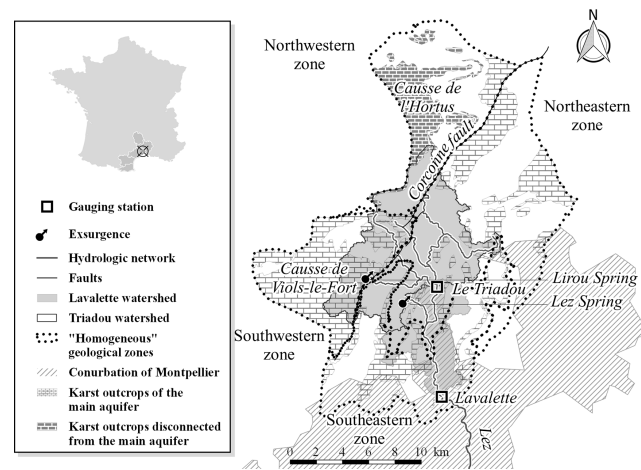 N
Northwestern
zone
Causse de
l'Hortus
Northeastern
zone
Corconne fault
Gauging station
Exsurgence
Hydrologic network
Faults
Lavalette watershed
Triadou watershed
"Homogeneous"
geological zones
Conurbation of Montpellier
Karst outcrops of the
main aquifer
Karst outcrops disconnected
from the main aquifer
Causse de
Viols-le-Fort
Le Triadou
Lirou Spring
Lez Spring
Southwestern
zone
Lavalette
Southeastern
zone
Lez
0 2 4 6 8 10 km